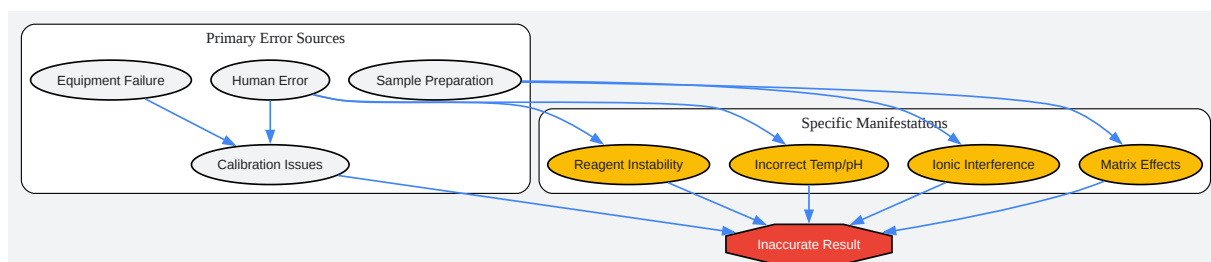 Primary Error Sources
Equipment Failure
Human Error
Sample Preparation
Calibration Issues
Specific Manifestations
Reagent Instability
Incorrect Temp/pH
Ionic Interference
Matrix Effects
Inaccurate Result